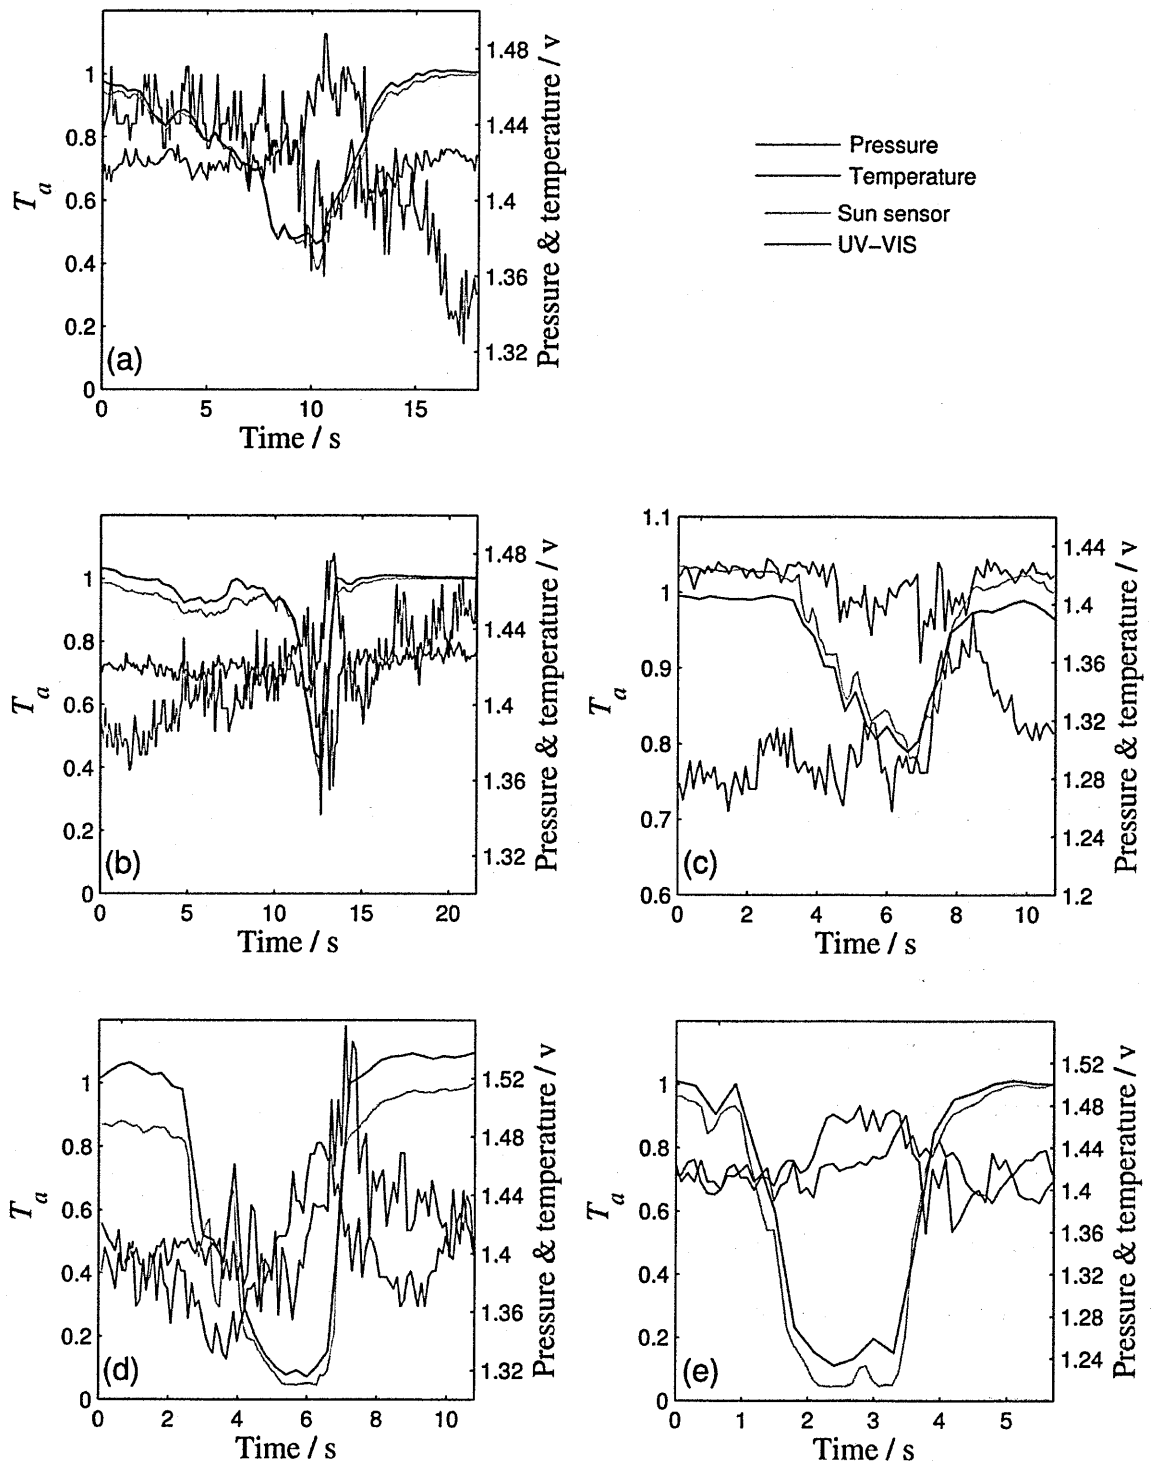 1
0.8
0.6
0.4
0.2
0
T a
1.48
1.44
1.4
1.36
1.32
Pressure & temperature / v
(a)
0 5 10 15
Time / s
Pressure
Temperature
Sun sensor
UV–VIS
1
0.8
0.6
0.4
0.2
0
T a
1.48
1.44
1.4
1.36
1.32
Pressure & temperature / v
(b)
0 5 10 15 20
Time / s
1.1
1
0.9
0.8
0.7
0.6
T a
1.44
1.4
1.36
1.32
1.28
1.24
1.2
Pressure & temperature / v
(c)
0 2 4 6 8 10
Time / s
1
0.8
0.6
0.4
0.2
0
T a
1.52
1.48
1.44
1.4
1.36
1.32
Pressure & temperature / v
(d)
0 2 4 6 8 10
Time / s
1
0.8
0.6
0.4
0.2
0
T a
1.52
1.48
1.44
1.4
1.36
1.32
1.28
1.24
Pressure & temperature / v
(e)
0 1 2 3 4 5
Time / s